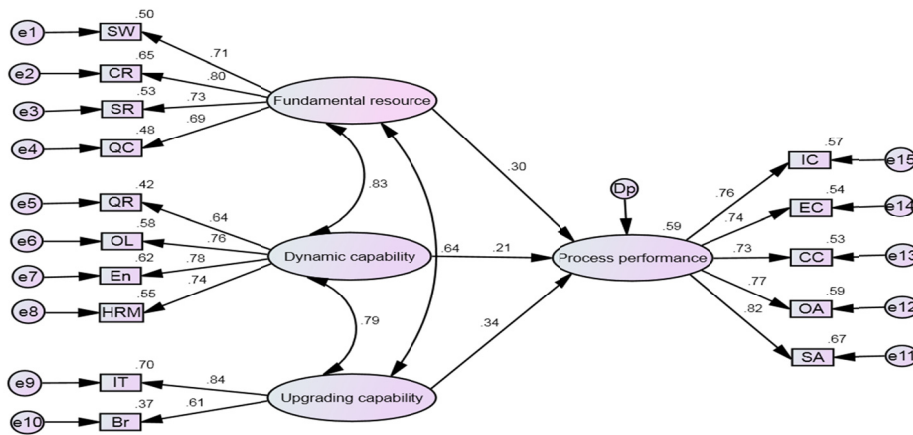 .50
e1 SW
.71
.65
e2 CR
.80
.53
e3 SR
.73
Fundamental resource
.48
e4 QC
.69
.42
e5 QR
.64
.58
e6 OL
.76
.62
e7 En
.78
Dynamic capability
.55
e8 HRM
.74
.83
.64
.79
.70
e9 IT
.84
.37
e10 Br
.61
Upgrading capability
.30
.21
.34
Dp
.59
Process performance
.57
.76 IC e15
.54
.74 EC e14
.53
.73 CC e13
.59
.77 OA e12
.67
.82 SA e11